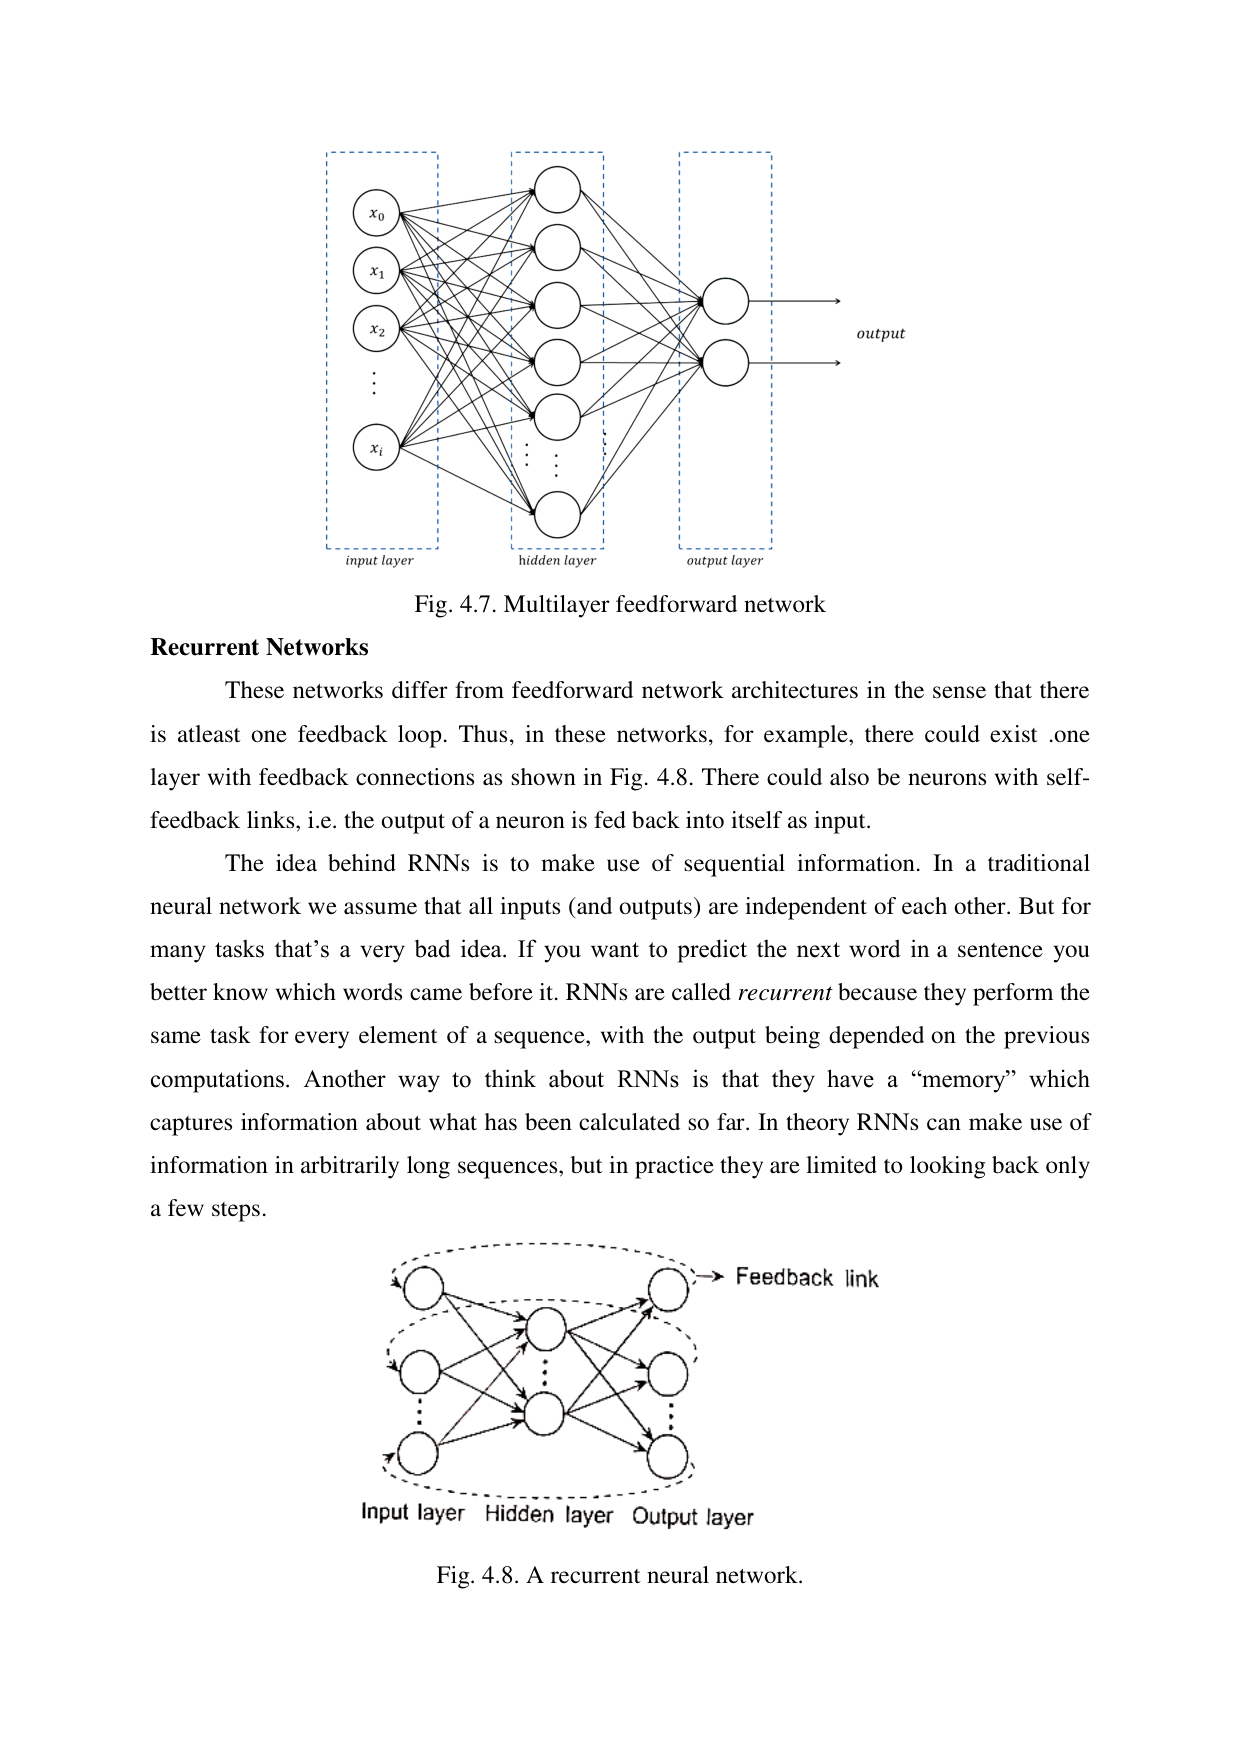 x0
x1
x2
xi
output
input layer hidden layer output layer
Fig. 4.7. Multilayer feedforward network
Recurrent Networks
These networks differ from feedforward network architectures in the sense that there
is atleast one feedback loop. Thus, in these networks, for example, there could exist .one
layer with feedback connections as shown in Fig. 4.8. There could also be neurons with self-
feedback links, i.e. the output of a neuron is fed back into itself as input.
The idea behind RNNs is to make use of sequential information. In a traditional
neural network we assume that all inputs (and outputs) are independent of each other. But for
many tasks that’s a very bad idea. If you want to predict the next word in a sentence you
better know which words came before it. RNNs are called recurrent because they perform the
same task for every element of a sequence, with the output being depended on the previous
computations. Another way to think about RNNs is that they have a “memory” which
captures information about what has been calculated so far. In theory RNNs can make use of
information in arbitrarily long sequences, but in practice they are limited to looking back only
a few steps.
Feedback link
Input layer Hidden layer Output layer
Fig. 4.8. A recurrent neural network.